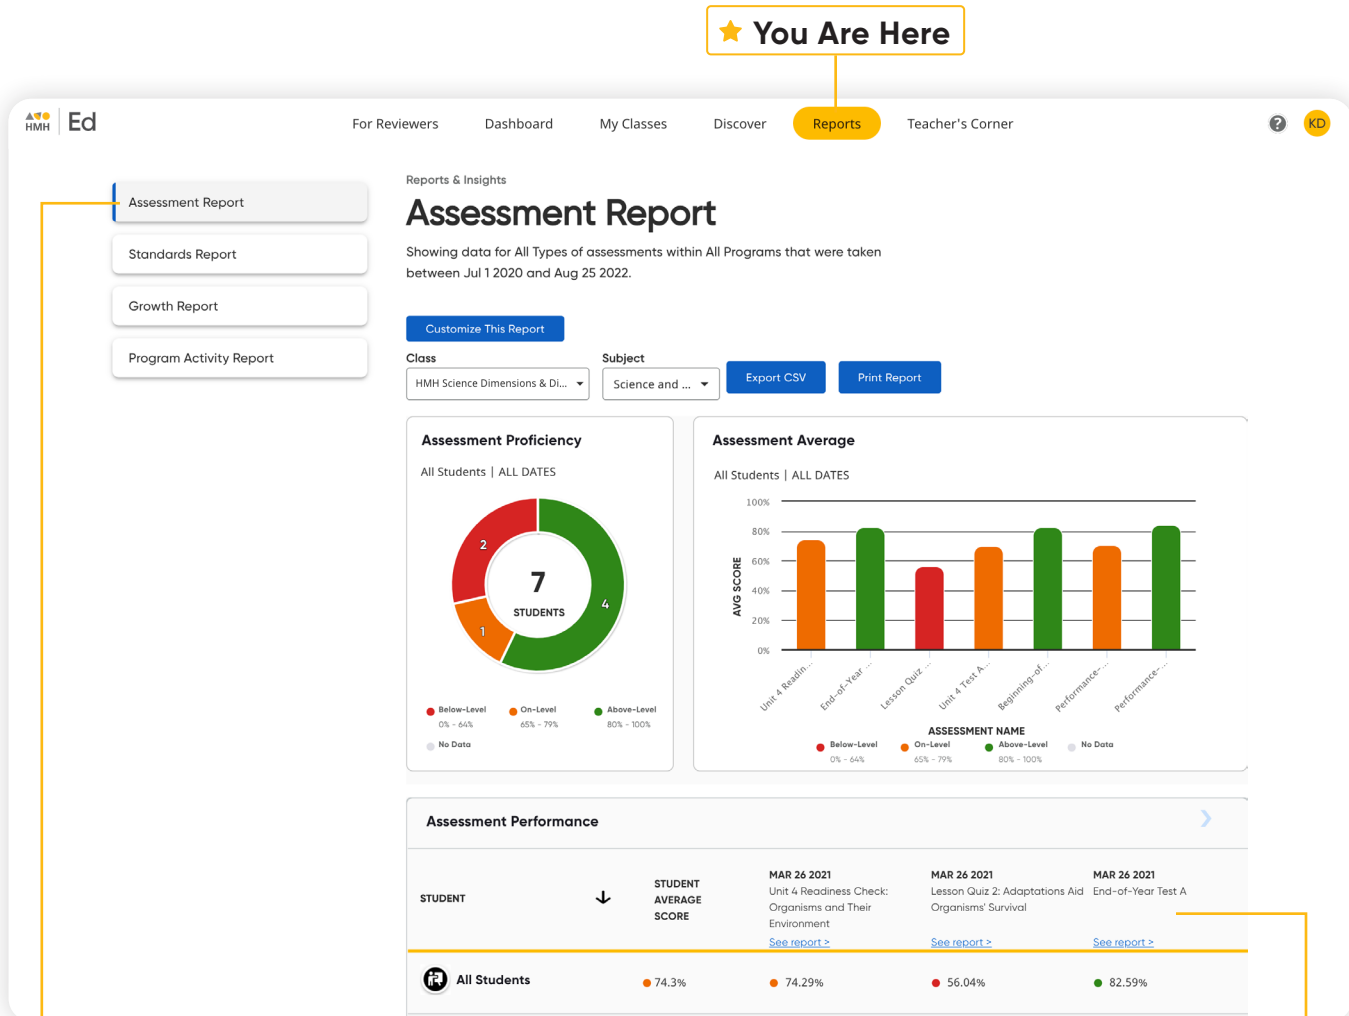 You Are Here
HMH Ed
For Reviewers Dashboard My Classes Discover Reports Teacher's Corner ? KD
Assessment Report
Standards Report
Growth Report
Program Activity Report
Reports & Insights
Assessment Report
Showing data for All Types of assessments within All Programs that were taken
between Jul 1 2020 and Aug 25 2022.
Customize This Report
Class Subject
HMH Science Dimensions & Di... Science and ... Export CSV Print Report
Assessment Proficiency
All Students | ALL DATES
2
7
STUDENTS
4
1
Below-Level On-Level Above-Level
0% - 64% 65% - 79% 80% - 100%
No Data
Assessment Average
All Students | ALL DATES
100%
80%
60%
40%
20%
0%
AVG SCORE
Unit 4 Readin... End-of-Year ... Lesson Quiz ... Unit 4 Test A... Beginning-of... Performance-... Performance-...
ASSESSMENT NAME
Below-Level On-Level Above-Level No Data
0% - 64% 65% - 79% 80% - 100%
Assessment Performance
STUDENT
STUDENT
AVERAGE
SCORE
MAR 26 2021
Unit 4 Readiness Check:
Organisms and Their
Environment
See report >
MAR 26 2021
Lesson Quiz 2: Adaptations Aid
Organisms' Survival
See report >
MAR 26 2021
End-of-Year Test A
See report >
All Students 74.3% 74.29% 56.04% 82.59%